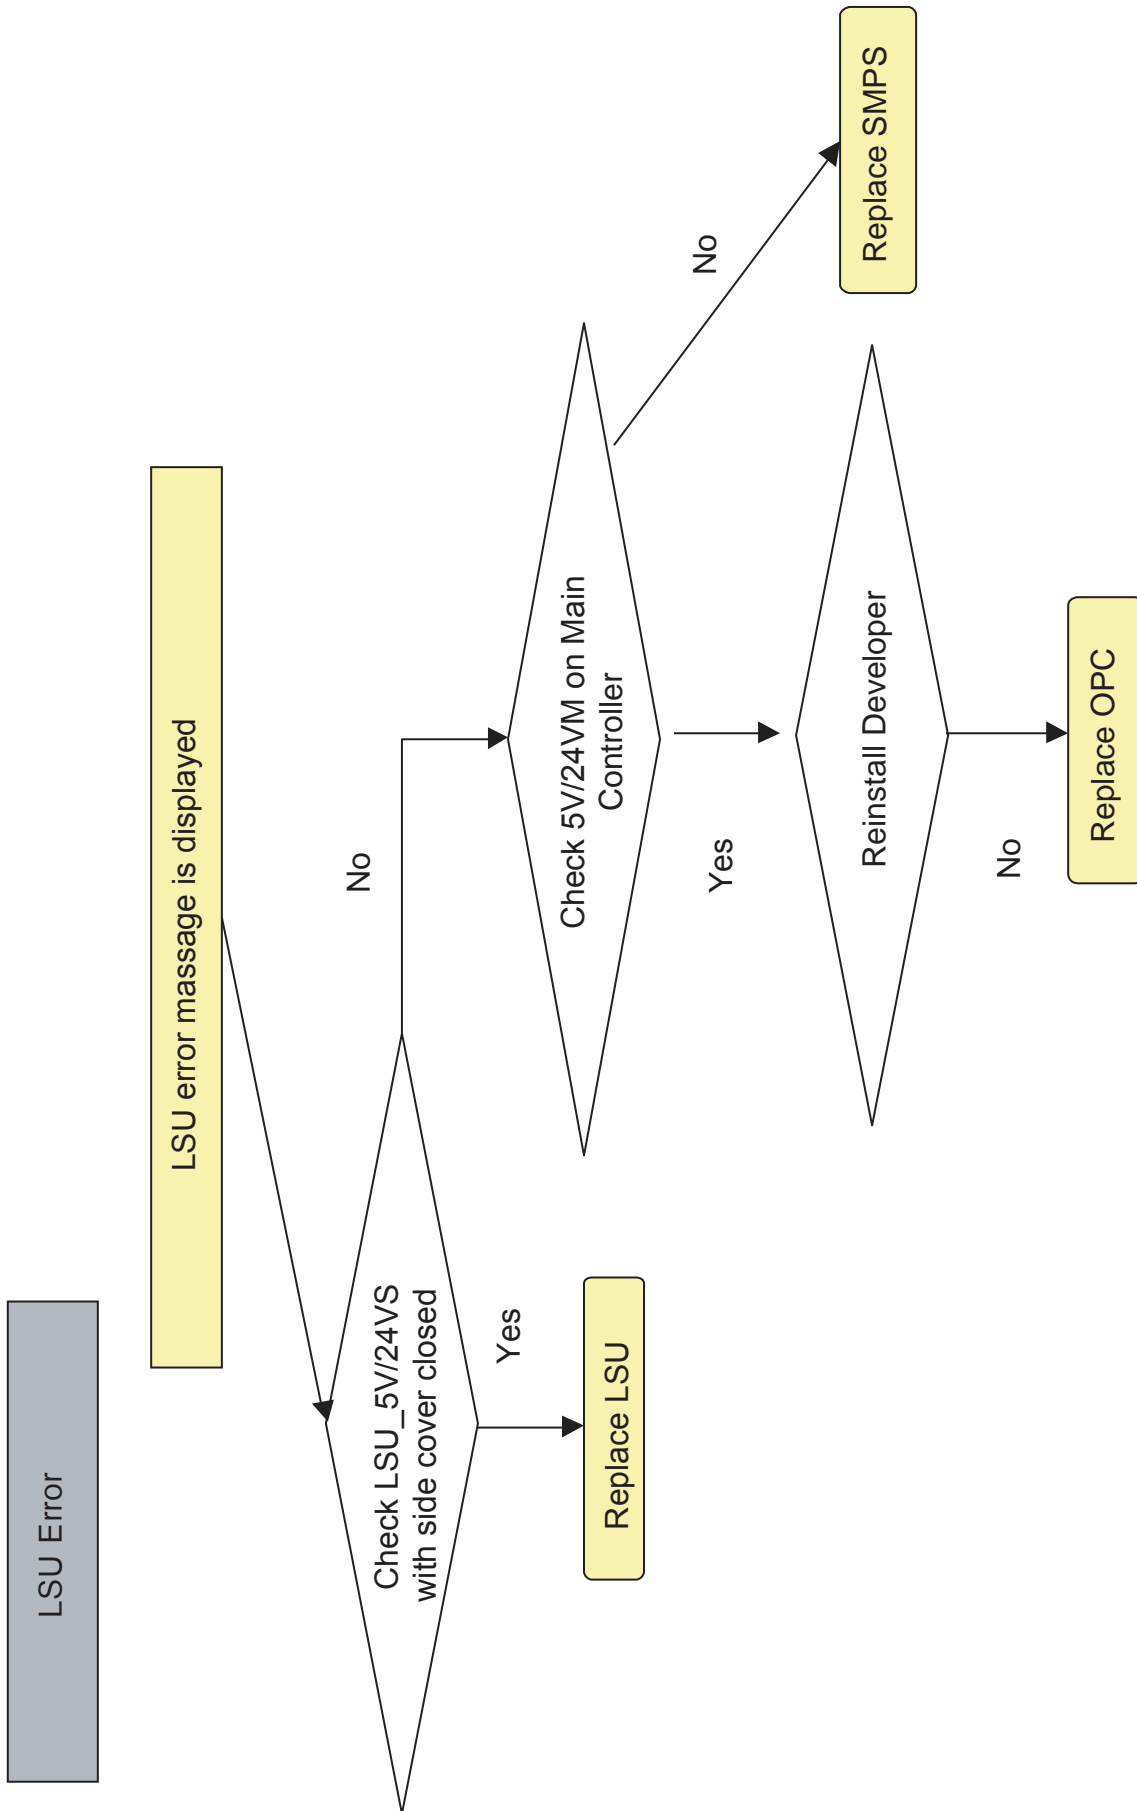 LSU Error
LSU error massage is displayed
Check LSU_5V/24VS
with side cover closed
No
Yes
Replace LSU
Check 5V/24VM on Main
Controller
No
Replace SMPS
Yes
Reinstall Developer
No
Replace OPC